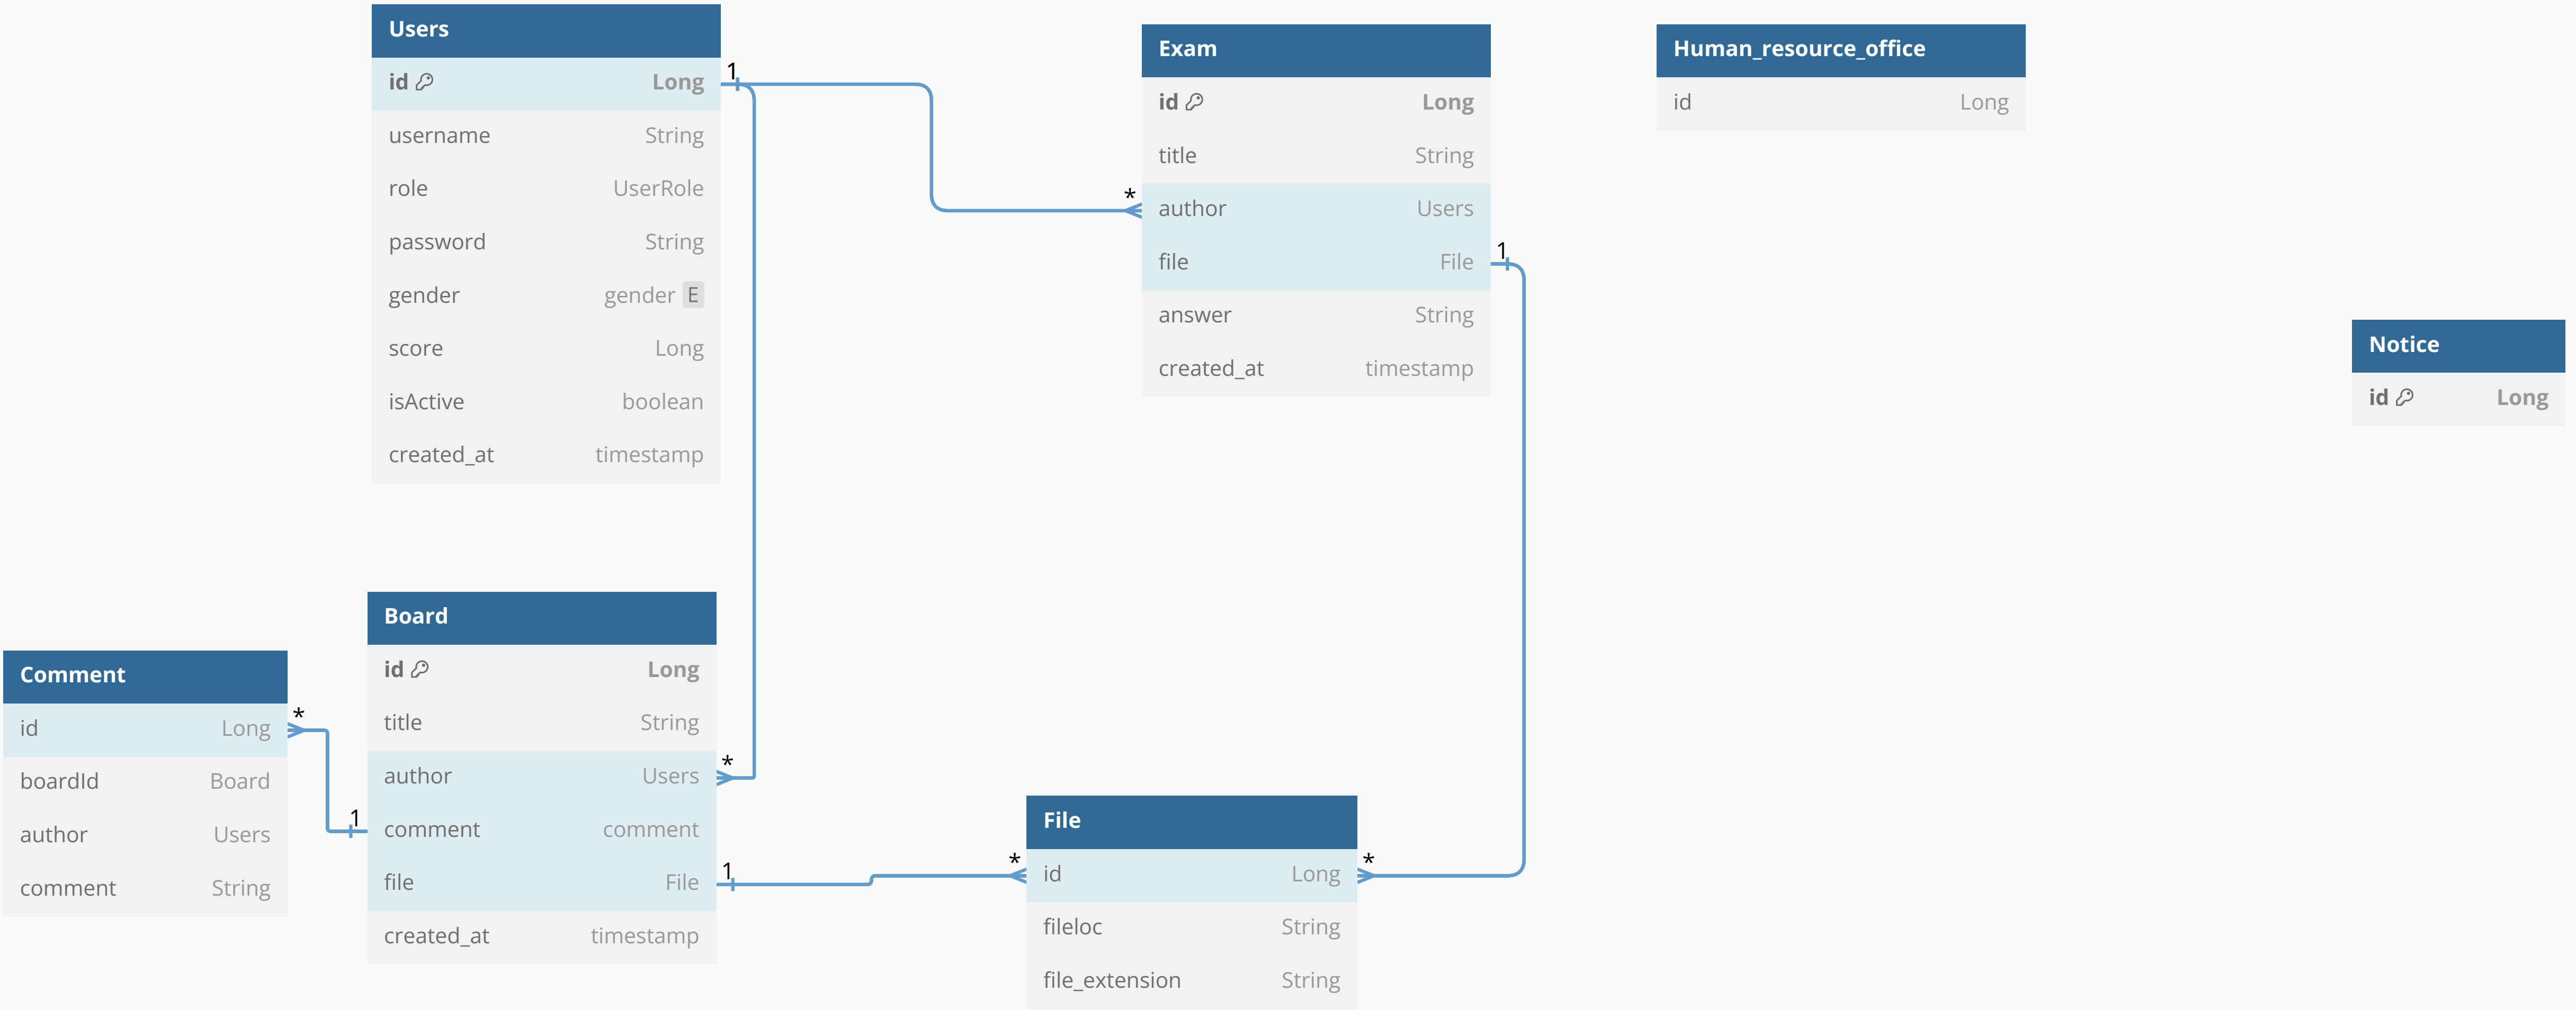 Users
id Long
username String
role UserRole
password String
gender gender E
score Long
isActive boolean
created_at timestamp
1
*
Exam
id Long
title String
author Users
file File
answer String
created_at timestamp
1
Human_resource_office
id Long
Notice
id Long
Comment
id Long
boardId Board
author Users
comment String
*
1
Board
id Long
title String
author Users
comment comment
file File
created_at timestamp
*
1
*
File
id Long
fileloc String
file_extension String
*